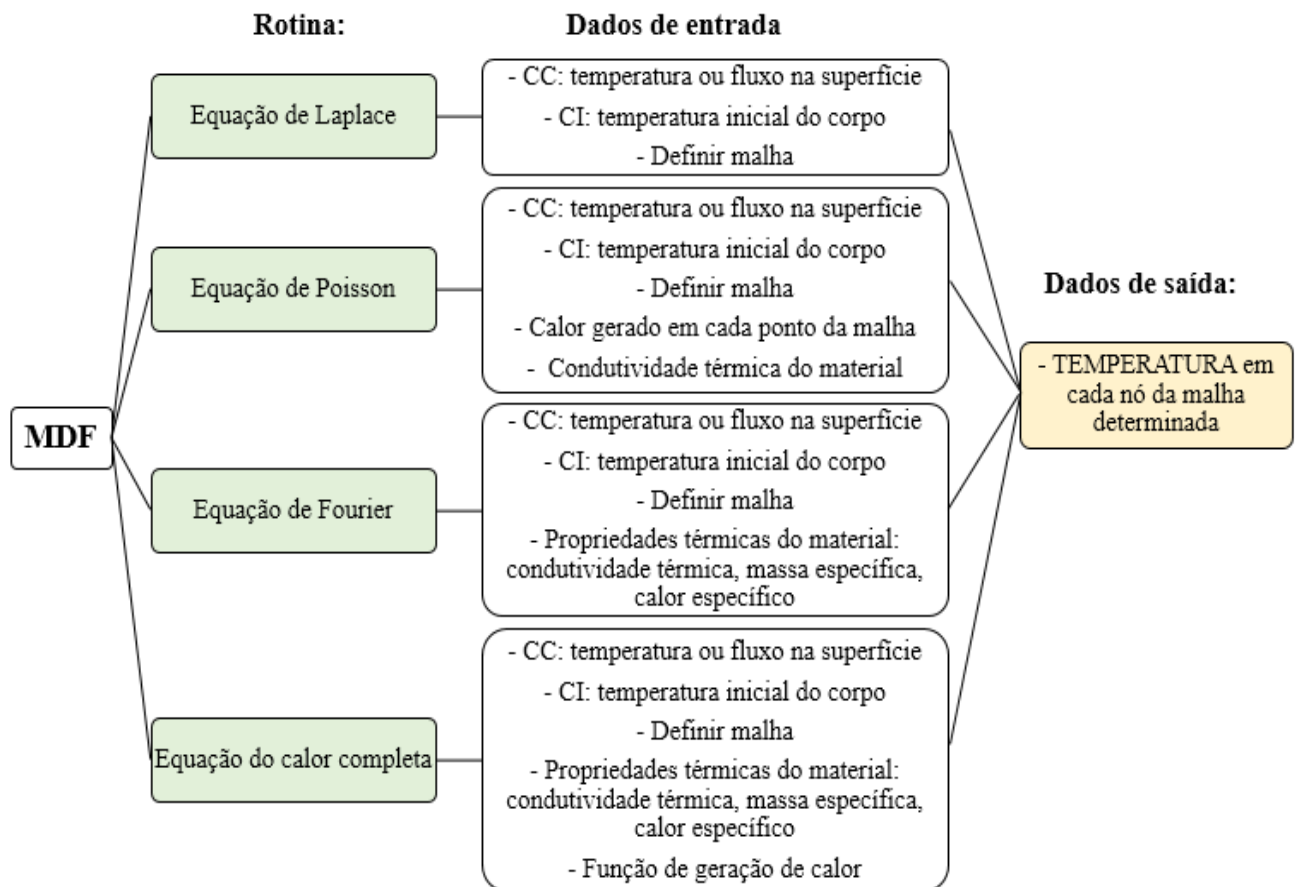 Rotina:
Dados de entrada
Equação de Laplace
- CC: temperatura ou fluxo na superfície
- CI: temperatura inicial do corpo
- Definir malha
Equação de Poisson
- CC: temperatura ou fluxo na superfície
- CI: temperatura inicial do corpo
- Definir malha
- Calor gerado em cada ponto da malha
- Condutividade térmica do material
MDF
Equação de Fourier
- CC: temperatura ou fluxo na superfície
- CI: temperatura inicial do corpo
- Definir malha
- Propriedades térmicas do material:
condutividade térmica, massa específica,
calor específico
Equação do calor completa
- CC: temperatura ou fluxo na superfície
- CI: temperatura inicial do corpo
- Definir malha
- Propriedades térmicas do material:
condutividade térmica, massa específica,
calor específico
- Função de geração de calor
Dados de saída:
- TEMPERATURA em
cada nó da malha
determinada